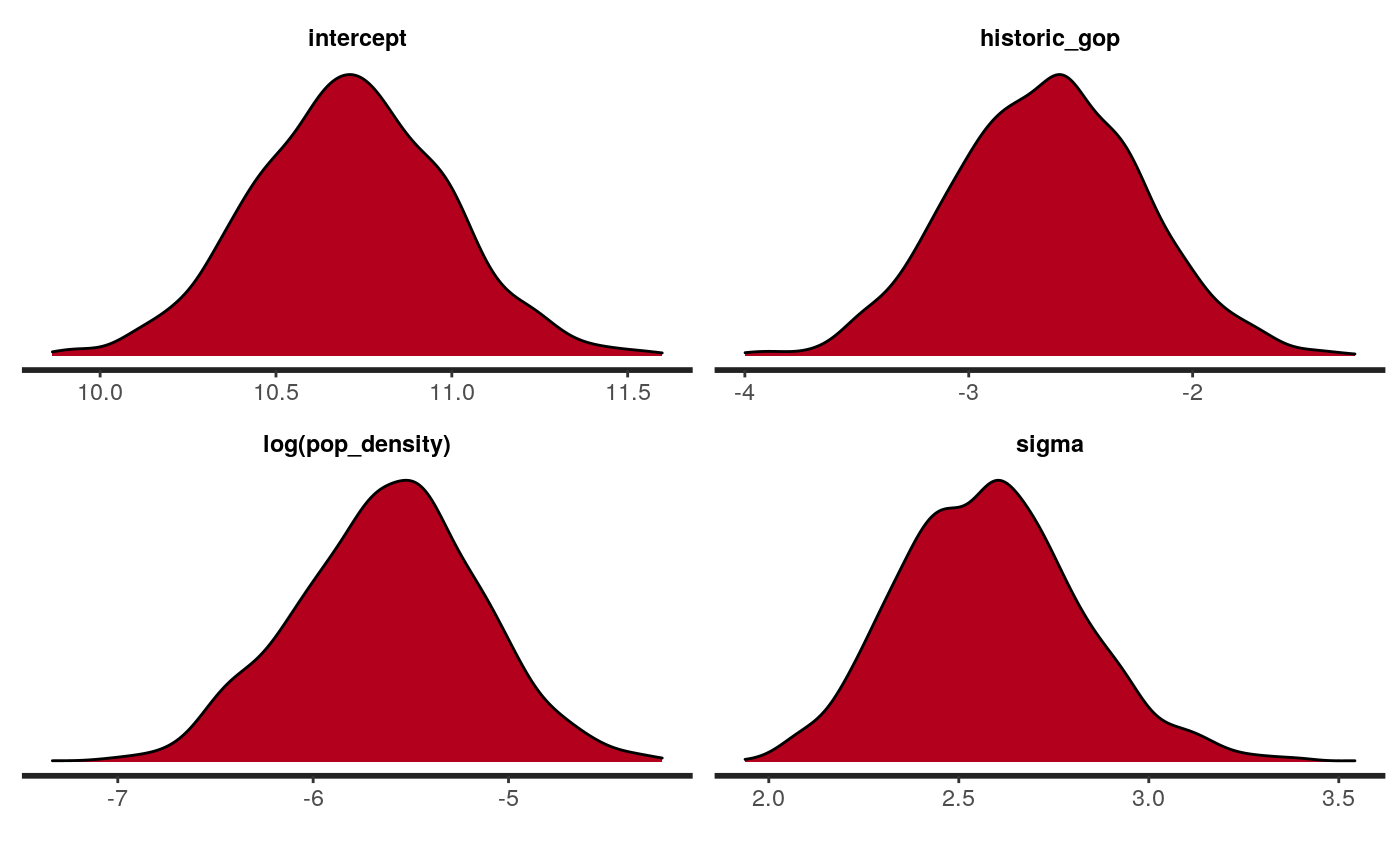 intercept
historic_gop
10.0 10.5 11.0 11.5
-4 -3 -2
log(pop_density)
sigma
-7 -6 -5
2.0 2.5 3.0 3.5